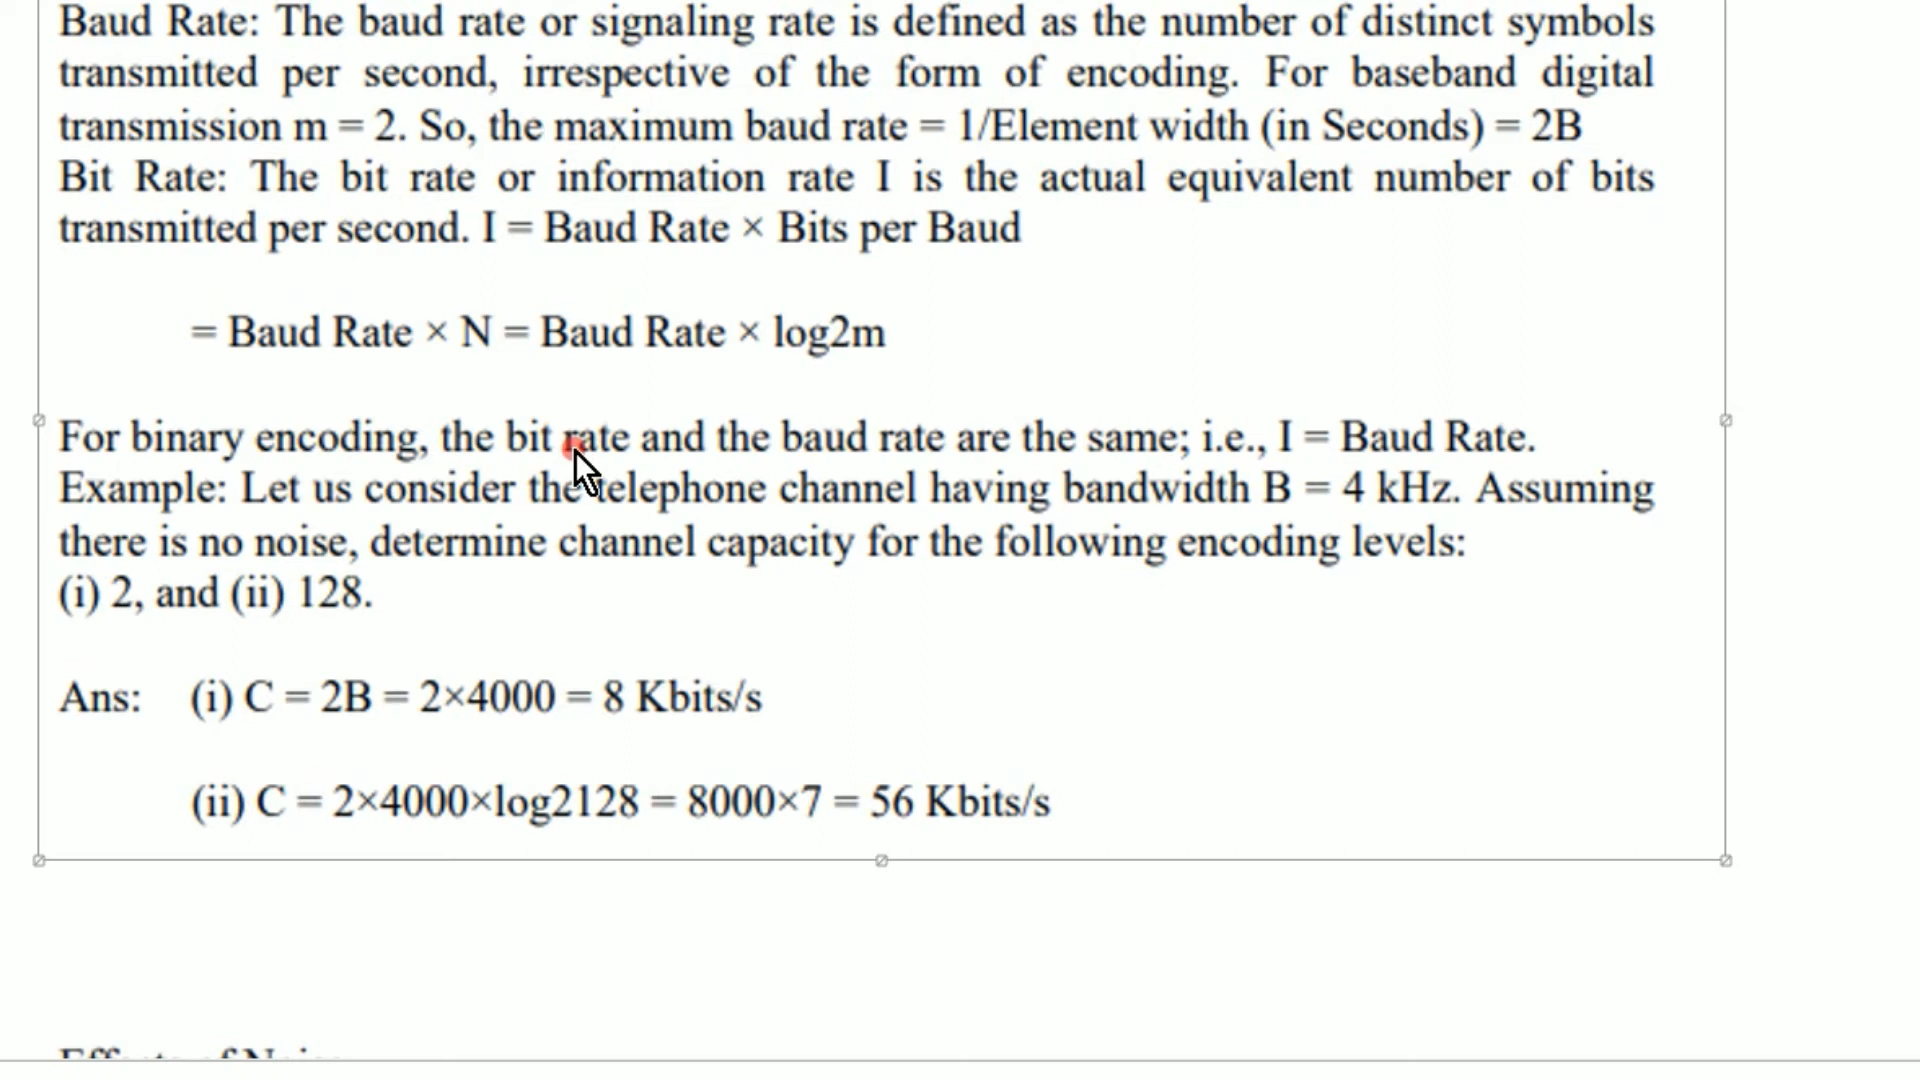 Baud Rate: The baud rate or signaling rate is defined as the number of distinct symbols
transmitted per second, irrespective of the form of encoding. For baseband digital
transmission m = 2. So, the maximum baud rate = 1/Element width (in Seconds) = 2B
Bit Rate: The bit rate or information rate I is the actual equivalent number of bits
transmitted per second. I = Baud Rate × Bits per Baud
= Baud Rate × N = Baud Rate × log2m
For binary encoding, the bit rate and the baud rate are the same; i.e., I = Baud Rate.
Example: Let us consider the telephone channel having bandwidth B = 4 kHz. Assuming
there is no noise, determine channel capacity for the following encoding levels:
(i) 2, and (ii) 128.
Ans: (i) C = 2B = 2×4000 = 8 Kbits/s
(ii) C = 2×4000×log2128 = 8000×7 = 56 Kbits/s